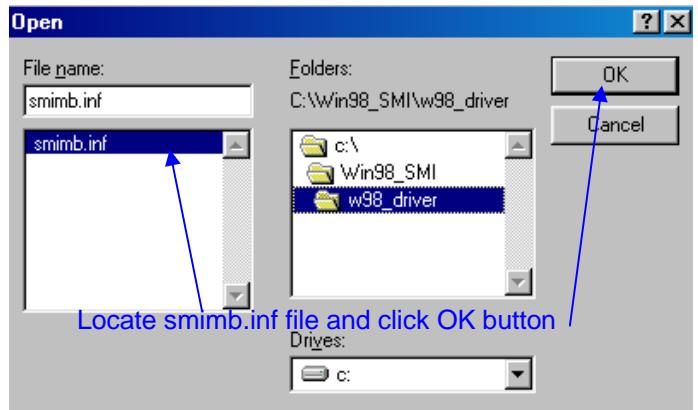 Open
File name:
smimb.inf
smimb.inf
Folders:
C:\Win98_SMI\w98_driver
c:\
Win98_SMI
w98_driver
OK
Cancel
Locate smimb.inf file and click OK button
Drives:
c: